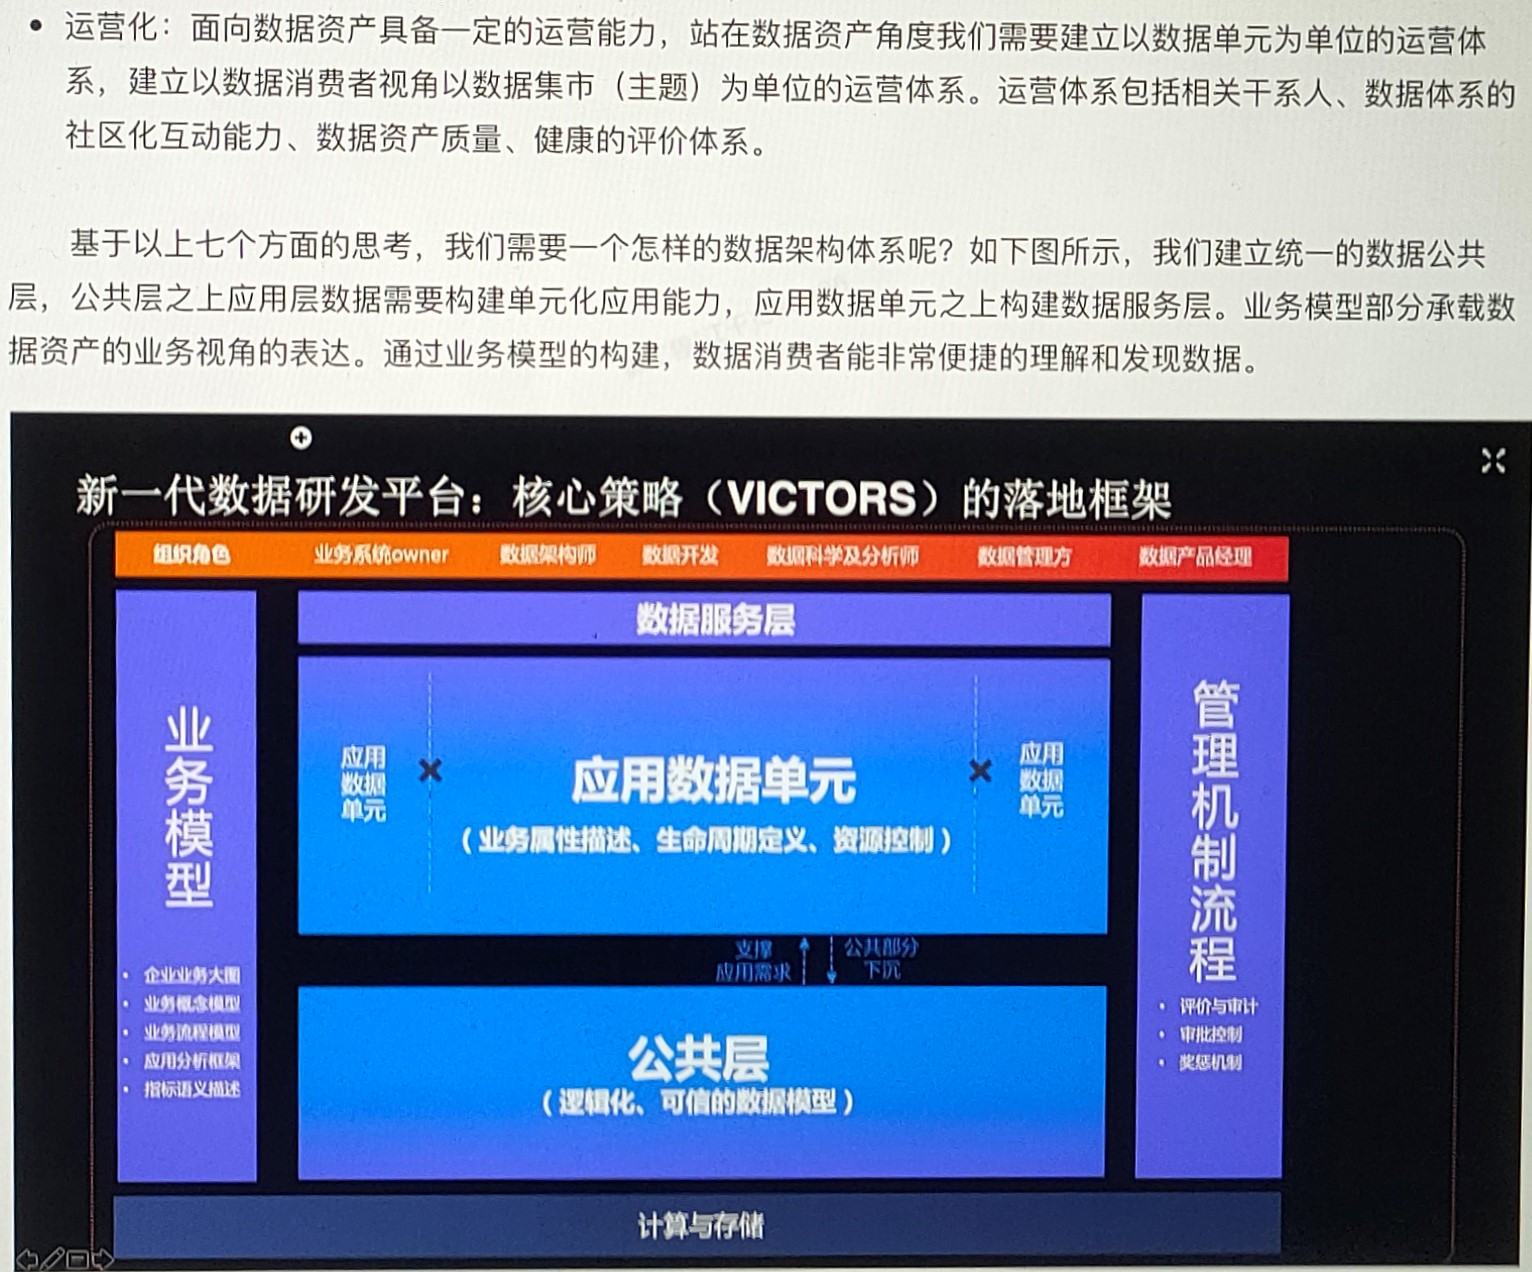 • 运营化：面向数据资产具备一定的运营能力，站在数据资产角度我们需要建立以数据单元为单位的运营体
系，建立以数据消费者视角以数据集市（主题）为单位的运营体系。运营体系包括相关干系人、数据体系的
社区化互动能力、数据资产质量、健康的评价体系。
基于以上七个方面的思考，我们需要一个怎样的数据架构体系呢？如下图所示，我们建立统一的数据公共
层，公共层之上应用层数据需要构建单元化应用能力，应用数据单元之上构建数据服务层。业务模型部分承载数
据资产的业务视角的表达。通过业务模型的构建，数据消费者能非常便捷的理解和发现数据。
新一代数据研发平台：核心策略（VICTORS）的落地框架
组织角色 业务系统owner 数据架构师 数据开发 数据科学及分析师 数据管理方 数据产品经理
数据服务层
业务模型
• 企业业务大图
• 业务概念模型
• 业务流程模型
• 应用分析框架
• 指标语义描述
应用
数据
单元
应用数据单元
（业务属性描述、生命周期定义、资源控制）
应用
数据
单元
支撑
应用需求
公共部分
下沉
公共层
（逻辑化、可信的数据模型）
管理机制流程
• 评价与审计
• 审批控制
• 奖惩机制
计算与存储